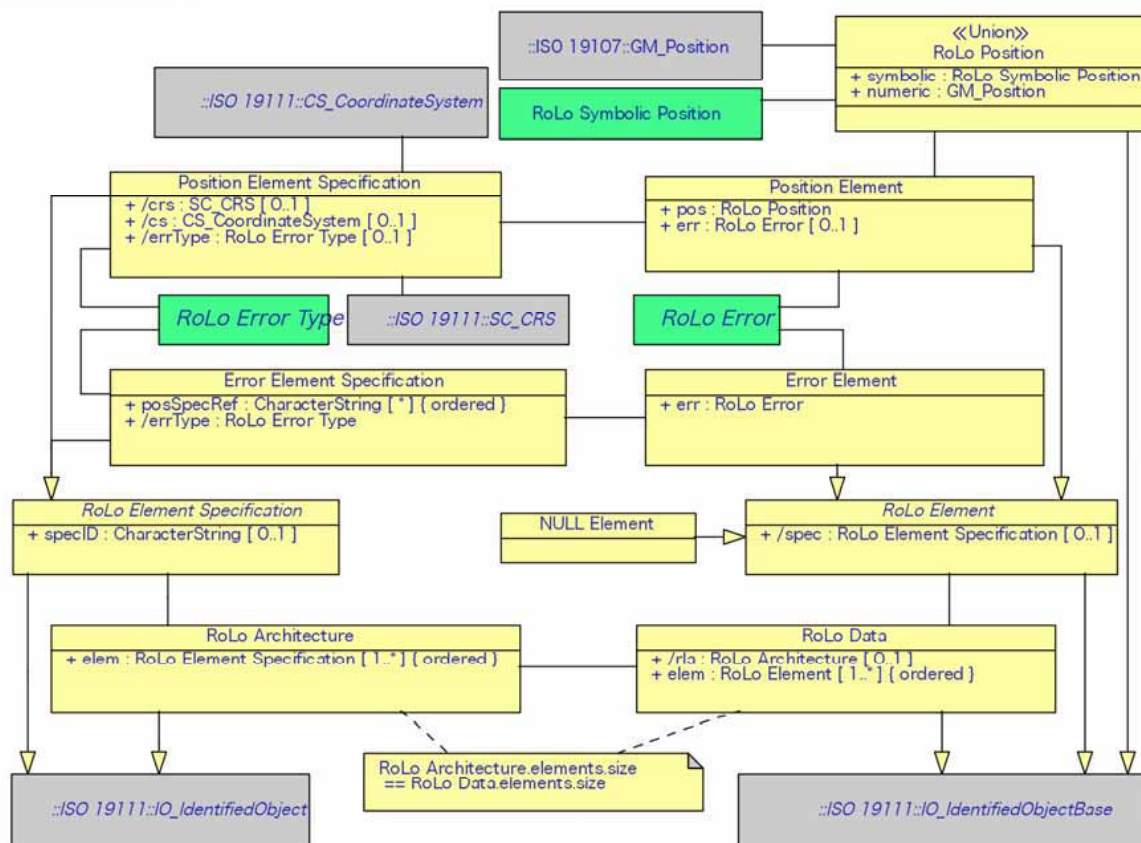 ::ISO 19107::GM_Position
«Union»
RoLo Position
+ symbolic : RoLo Symbolic Position
+ numeric : GM_Position
::ISO 19111::CS_CoordinateSystem
RoLo Symbolic Position
Position Element Specification
+ /crs : SC_CRS [ 0..1 ]
+ /cs : CS_CoordinateSystem [ 0..1 ]
+ /errType : RoLo Error Type [ 0..1 ]
Position Element
+ pos : RoLo Position
+ err : RoLo Error [ 0..1 ]
RoLo Error Type
::ISO 19111::SC_CRS
RoLo Error
Error Element Specification
+ posSpecRef : CharacterString [ * ] { ordered }
+ /errType : RoLo Error Type
Error Element
+ err : RoLo Error
RoLo Element Specification
+ specID : CharacterString [ 0..1 ]
NULL Element
RoLo Element
+ /spec : RoLo Element Specification [ 0..1 ]
RoLo Architecture
+ elem : RoLo Element Specification [ 1..* ] { ordered }
RoLo Data
+ /rla : RoLo Architecture [ 0..1 ]
+ elem : RoLo Element [ 1..* ] { ordered }
RoLo Architecture.elements.size
== RoLo Data.elements.size
::ISO 19111::IO_IdentifiedObject
::ISO 19111::IO_IdentifiedObjectBase